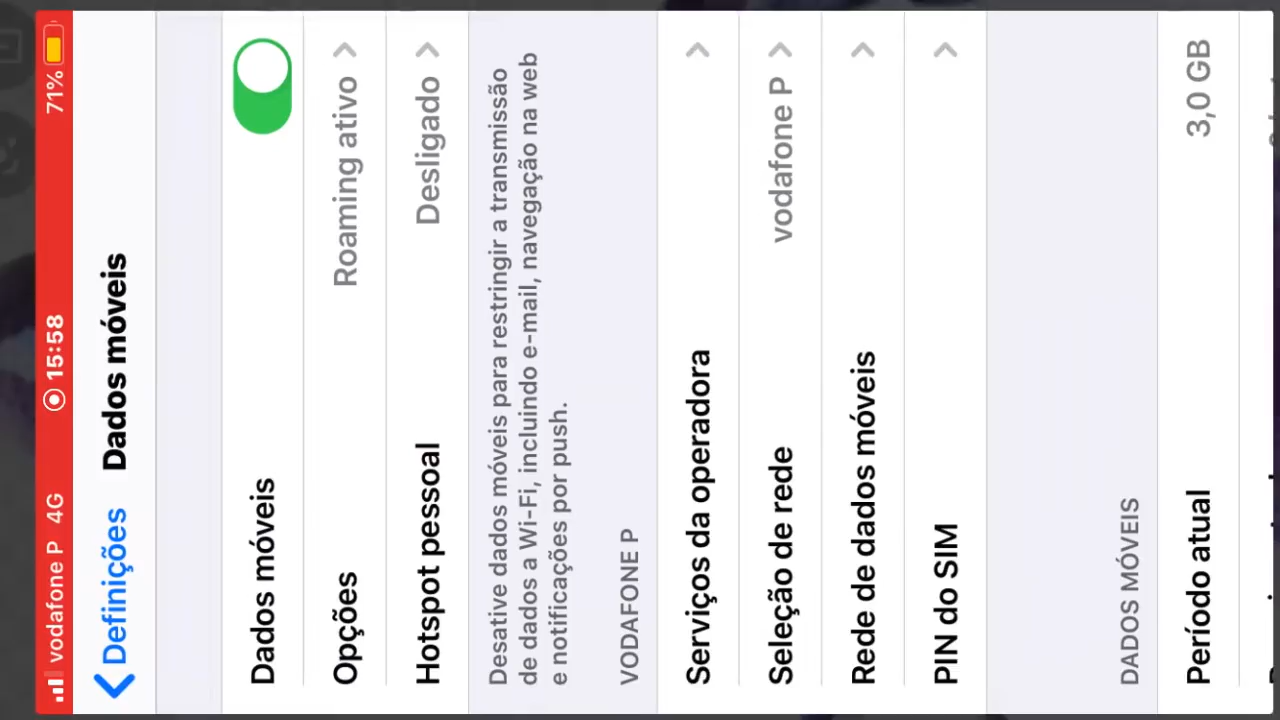 vodafone P 4G 15:58 71%
Definições Dados móveis
Dados móveis
Opções Roaming ativo
Hotspot pessoal Desligado
Desative dados móveis para restringir a transmissão
de dados a Wi-Fi, incluindo e-mail, navegação na web
e notificações por push.
VODAFONE P
Serviços da operadora
Seleção de rede vodafone P
Rede de dados móveis
PIN do SIM
DADOS MÓVEIS
Período atual 3,0 GB